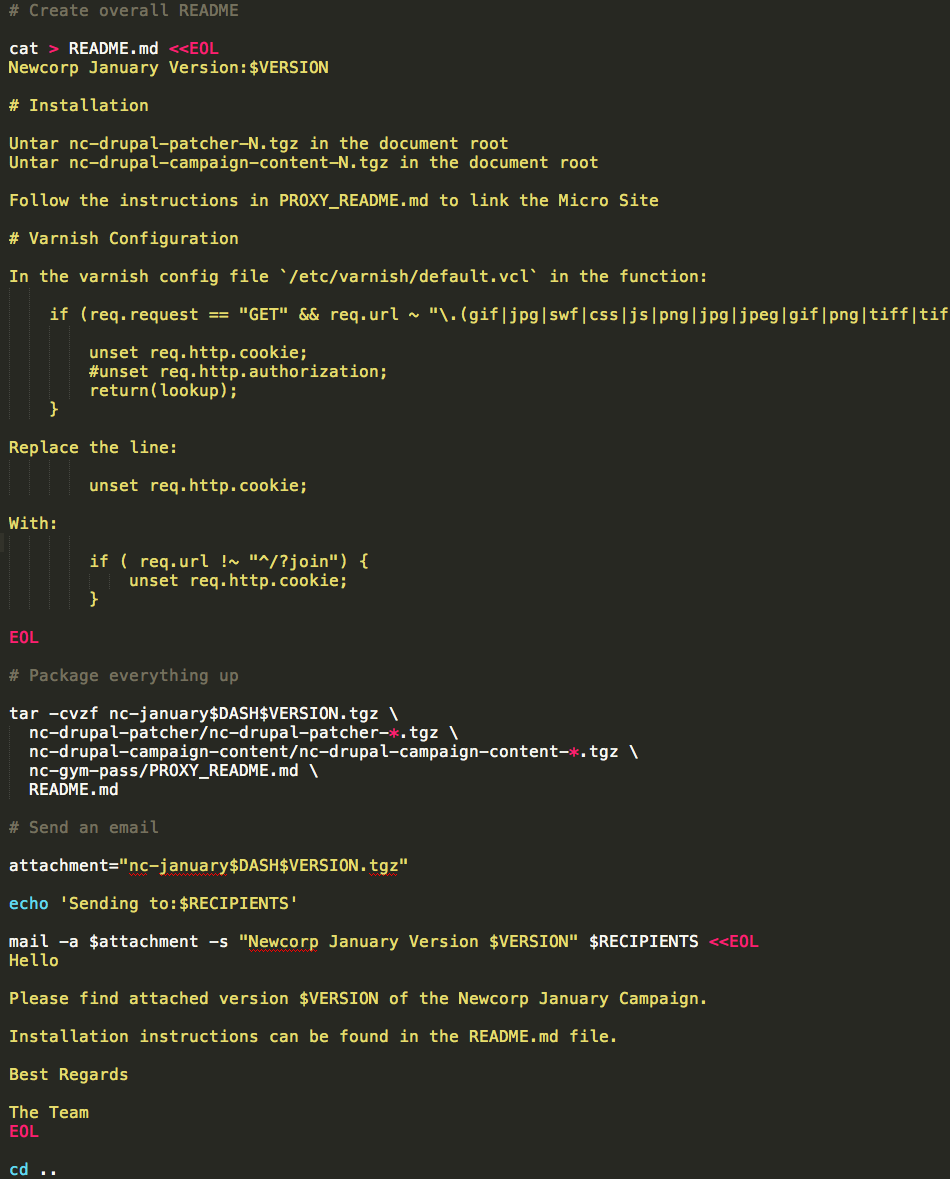 # Create overall README

cat > README.md <<EOL
Newcorp January Version:$VERSION

# Installation

Untar nc-drupal-patcher-N.tgz in the document root
Untar nc-drupal-campaign-content-N.tgz in the document root

Follow the instructions in PROXY_README.md to link the Micro Site

# Varnish Configuration

In the varnish config file `/etc/varnish/default.vcl` in the function:

    if (req.request == "GET" && req.url ~ "\.(gif|jpg|swf|css|js|png|jpg|jpeg|gif|png|tiff|tif

        unset req.http.cookie;
        #unset req.http.authorization;
        return(lookup);
    }

Replace the line:

        unset req.http.cookie;

With:

        if ( req.url !~ "^/?join") {
            unset req.http.cookie;
        }

EOL

# Package everything up

tar -cvzf nc-january$DASH$VERSION.tgz \
  nc-drupal-patcher/nc-drupal-patcher-*.tgz \
  nc-drupal-campaign-content/nc-drupal-campaign-content-*.tgz \
  nc-gym-pass/PROXY_README.md \
  README.md

# Send an email

attachment="nc-january$DASH$VERSION.tgz"

echo 'Sending to:$RECIPIENTS'

mail -a $attachment -s "Newcorp January Version $VERSION" $RECIPIENTS <<EOL
Hello

Please find attached version $VERSION of the Newcorp January Campaign.

Installation instructions can be found in the README.md file.

Best Regards

The Team
EOL

cd ..